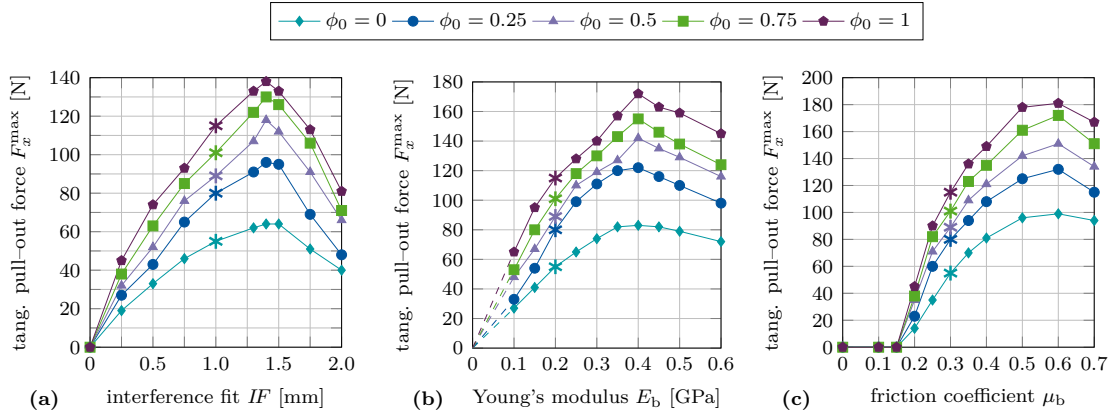 ϕ₀ = 0 ϕ₀ = 0.25 ϕ₀ = 0.5 ϕ₀ = 0.75 ϕ₀ = 1
tang. pull–out force Fₓᵐᵃˣ [N]
140
120
100
80
60
40
20
0
0 0.5 1.0 1.5 2.0
(a) interference fit IF [mm]
tang. pull–out force Fₓᵐᵃˣ [N]
180
160
140
120
100
80
60
40
20
0
0 0.1 0.2 0.3 0.4 0.5 0.6
(b) Young's modulus E_b [GPa]
tang. pull–out force Fₓᵐᵃˣ [N]
200
180
160
140
120
100
80
60
40
20
0
0 0.1 0.2 0.3 0.4 0.5 0.6 0.7
(c) friction coefficient μ_b